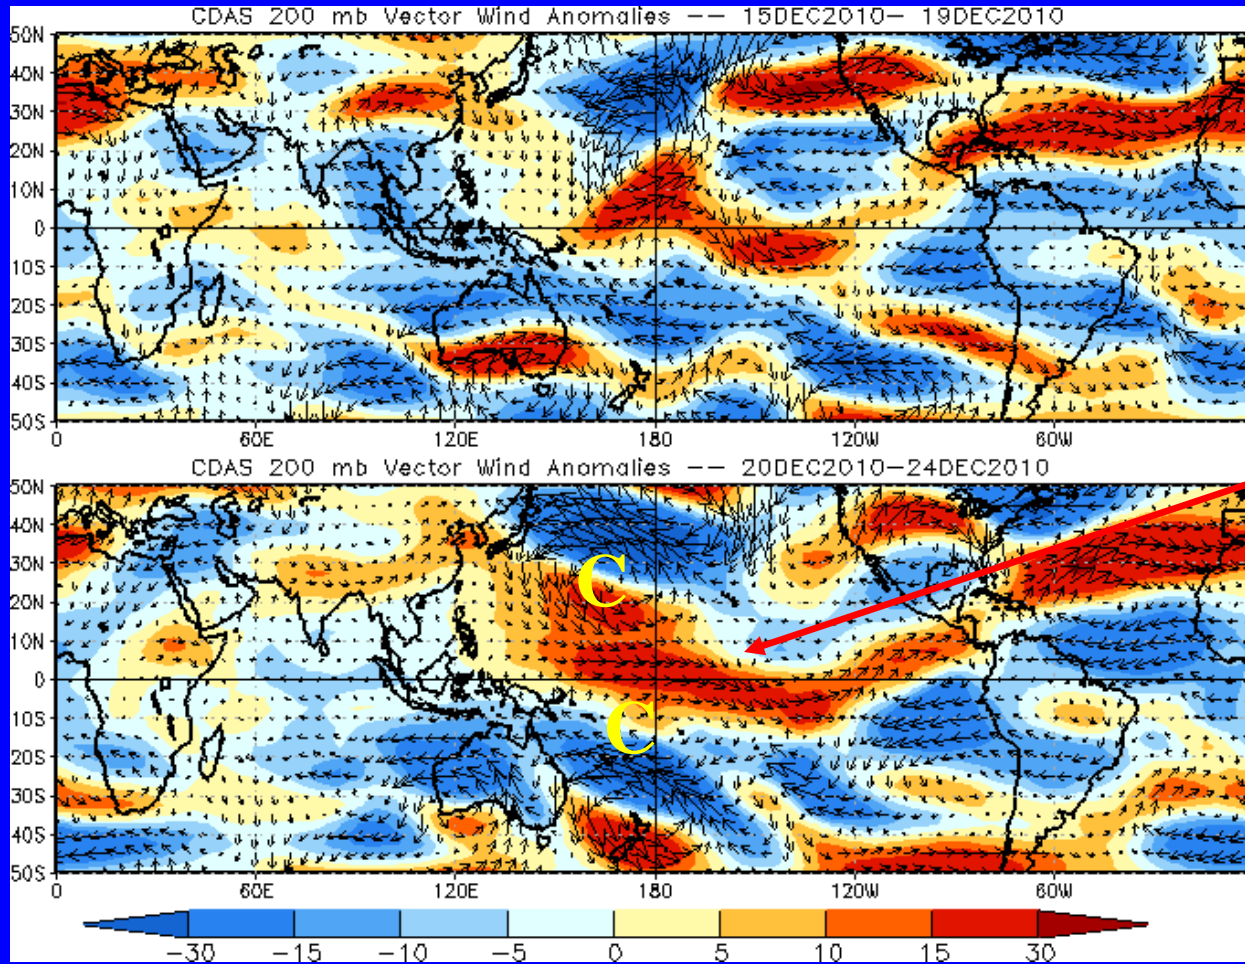 CDAS 200 mb Vector Wind Anomalies -- 15DEC2010- 19DEC2010
50N
40N
30N
20N
10N
0
10S
20S
30S
40S
50S
0 60E 120E 180 120W 60W
CDAS 200 mb Vector Wind Anomalies -- 20DEC2010-24DEC2010
50N
40N
30N
20N
10N
0
10S
20S
30S
40S
50S
C
C
0 60E 120E 180 120W 60W
-30 -15 -10 -5 0 5 10 15 30